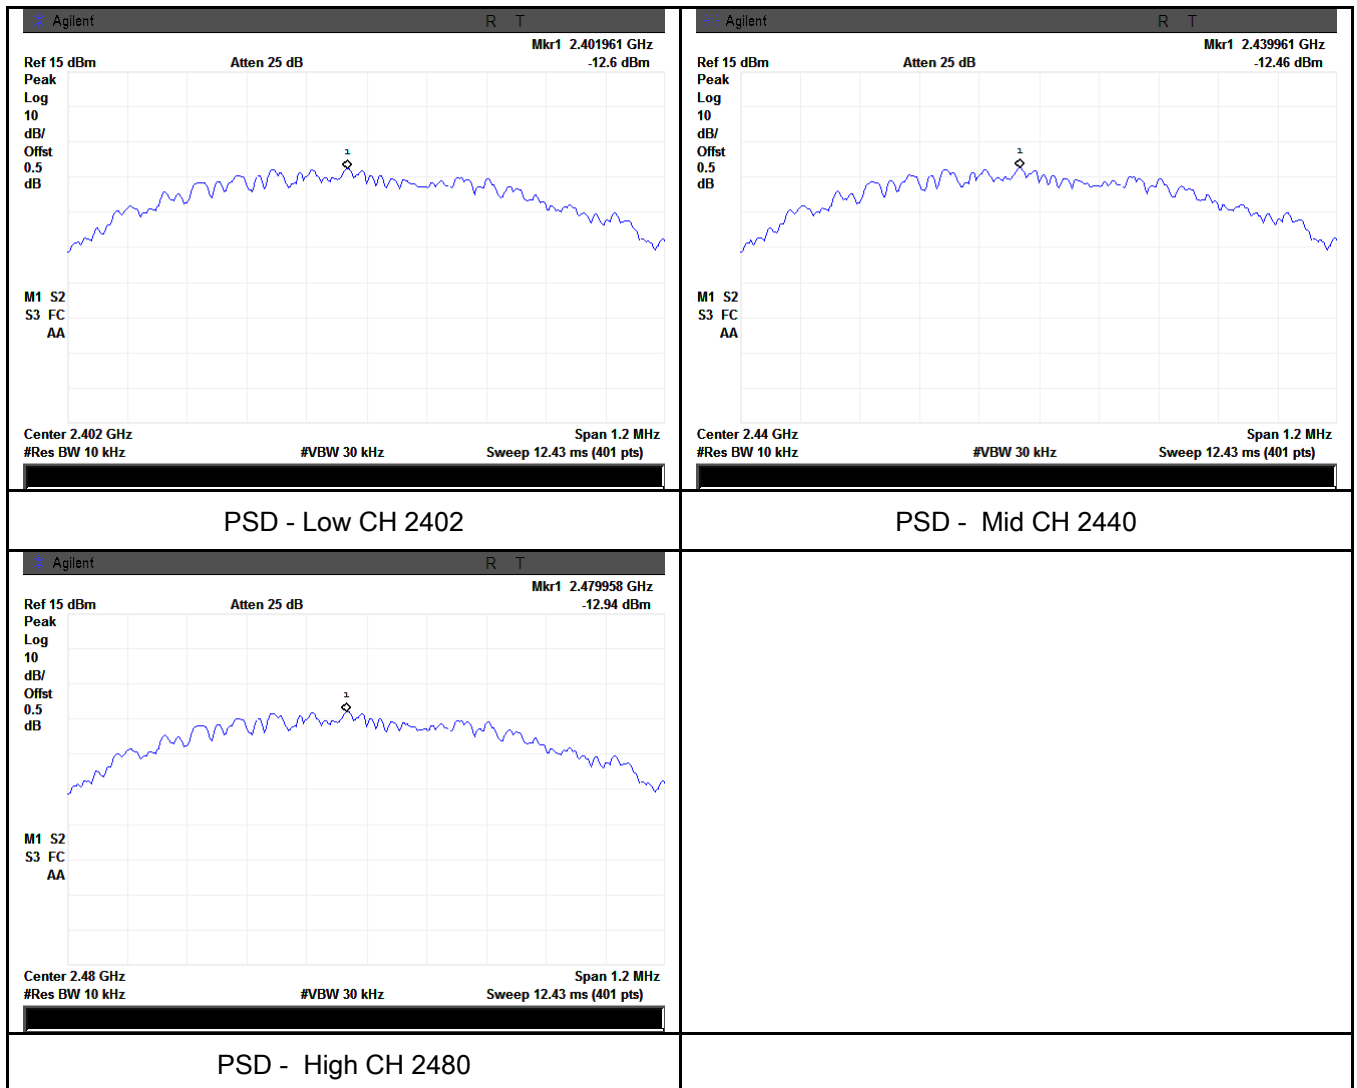 Agilent R T
Mkr1 2.401961 GHz
Ref 15 dBm Atten 25 dB -12.6 dBm
Peak
Log
10
dB/
Offst
0.5
dB
1
M1 S2
S3 FC
AA
Center 2.402 GHz Span 1.2 MHz
#Res BW 10 kHz #VBW 30 kHz Sweep 12.43 ms (401 pts)
PSD - Low CH 2402
Agilent R T
Mkr1 2.439961 GHz
Ref 15 dBm Atten 25 dB -12.46 dBm
Peak
Log
10
dB/
Offst
0.5
dB
1
M1 S2
S3 FC
AA
Center 2.44 GHz Span 1.2 MHz
#Res BW 10 kHz #VBW 30 kHz Sweep 12.43 ms (401 pts)
PSD - Mid CH 2440
Agilent R T
Mkr1 2.479958 GHz
Ref 15 dBm Atten 25 dB -12.94 dBm
Peak
Log
10
dB/
Offst
0.5
dB
1
M1 S2
S3 FC
AA
Center 2.48 GHz Span 1.2 MHz
#Res BW 10 kHz #VBW 30 kHz Sweep 12.43 ms (401 pts)
PSD - High CH 2480